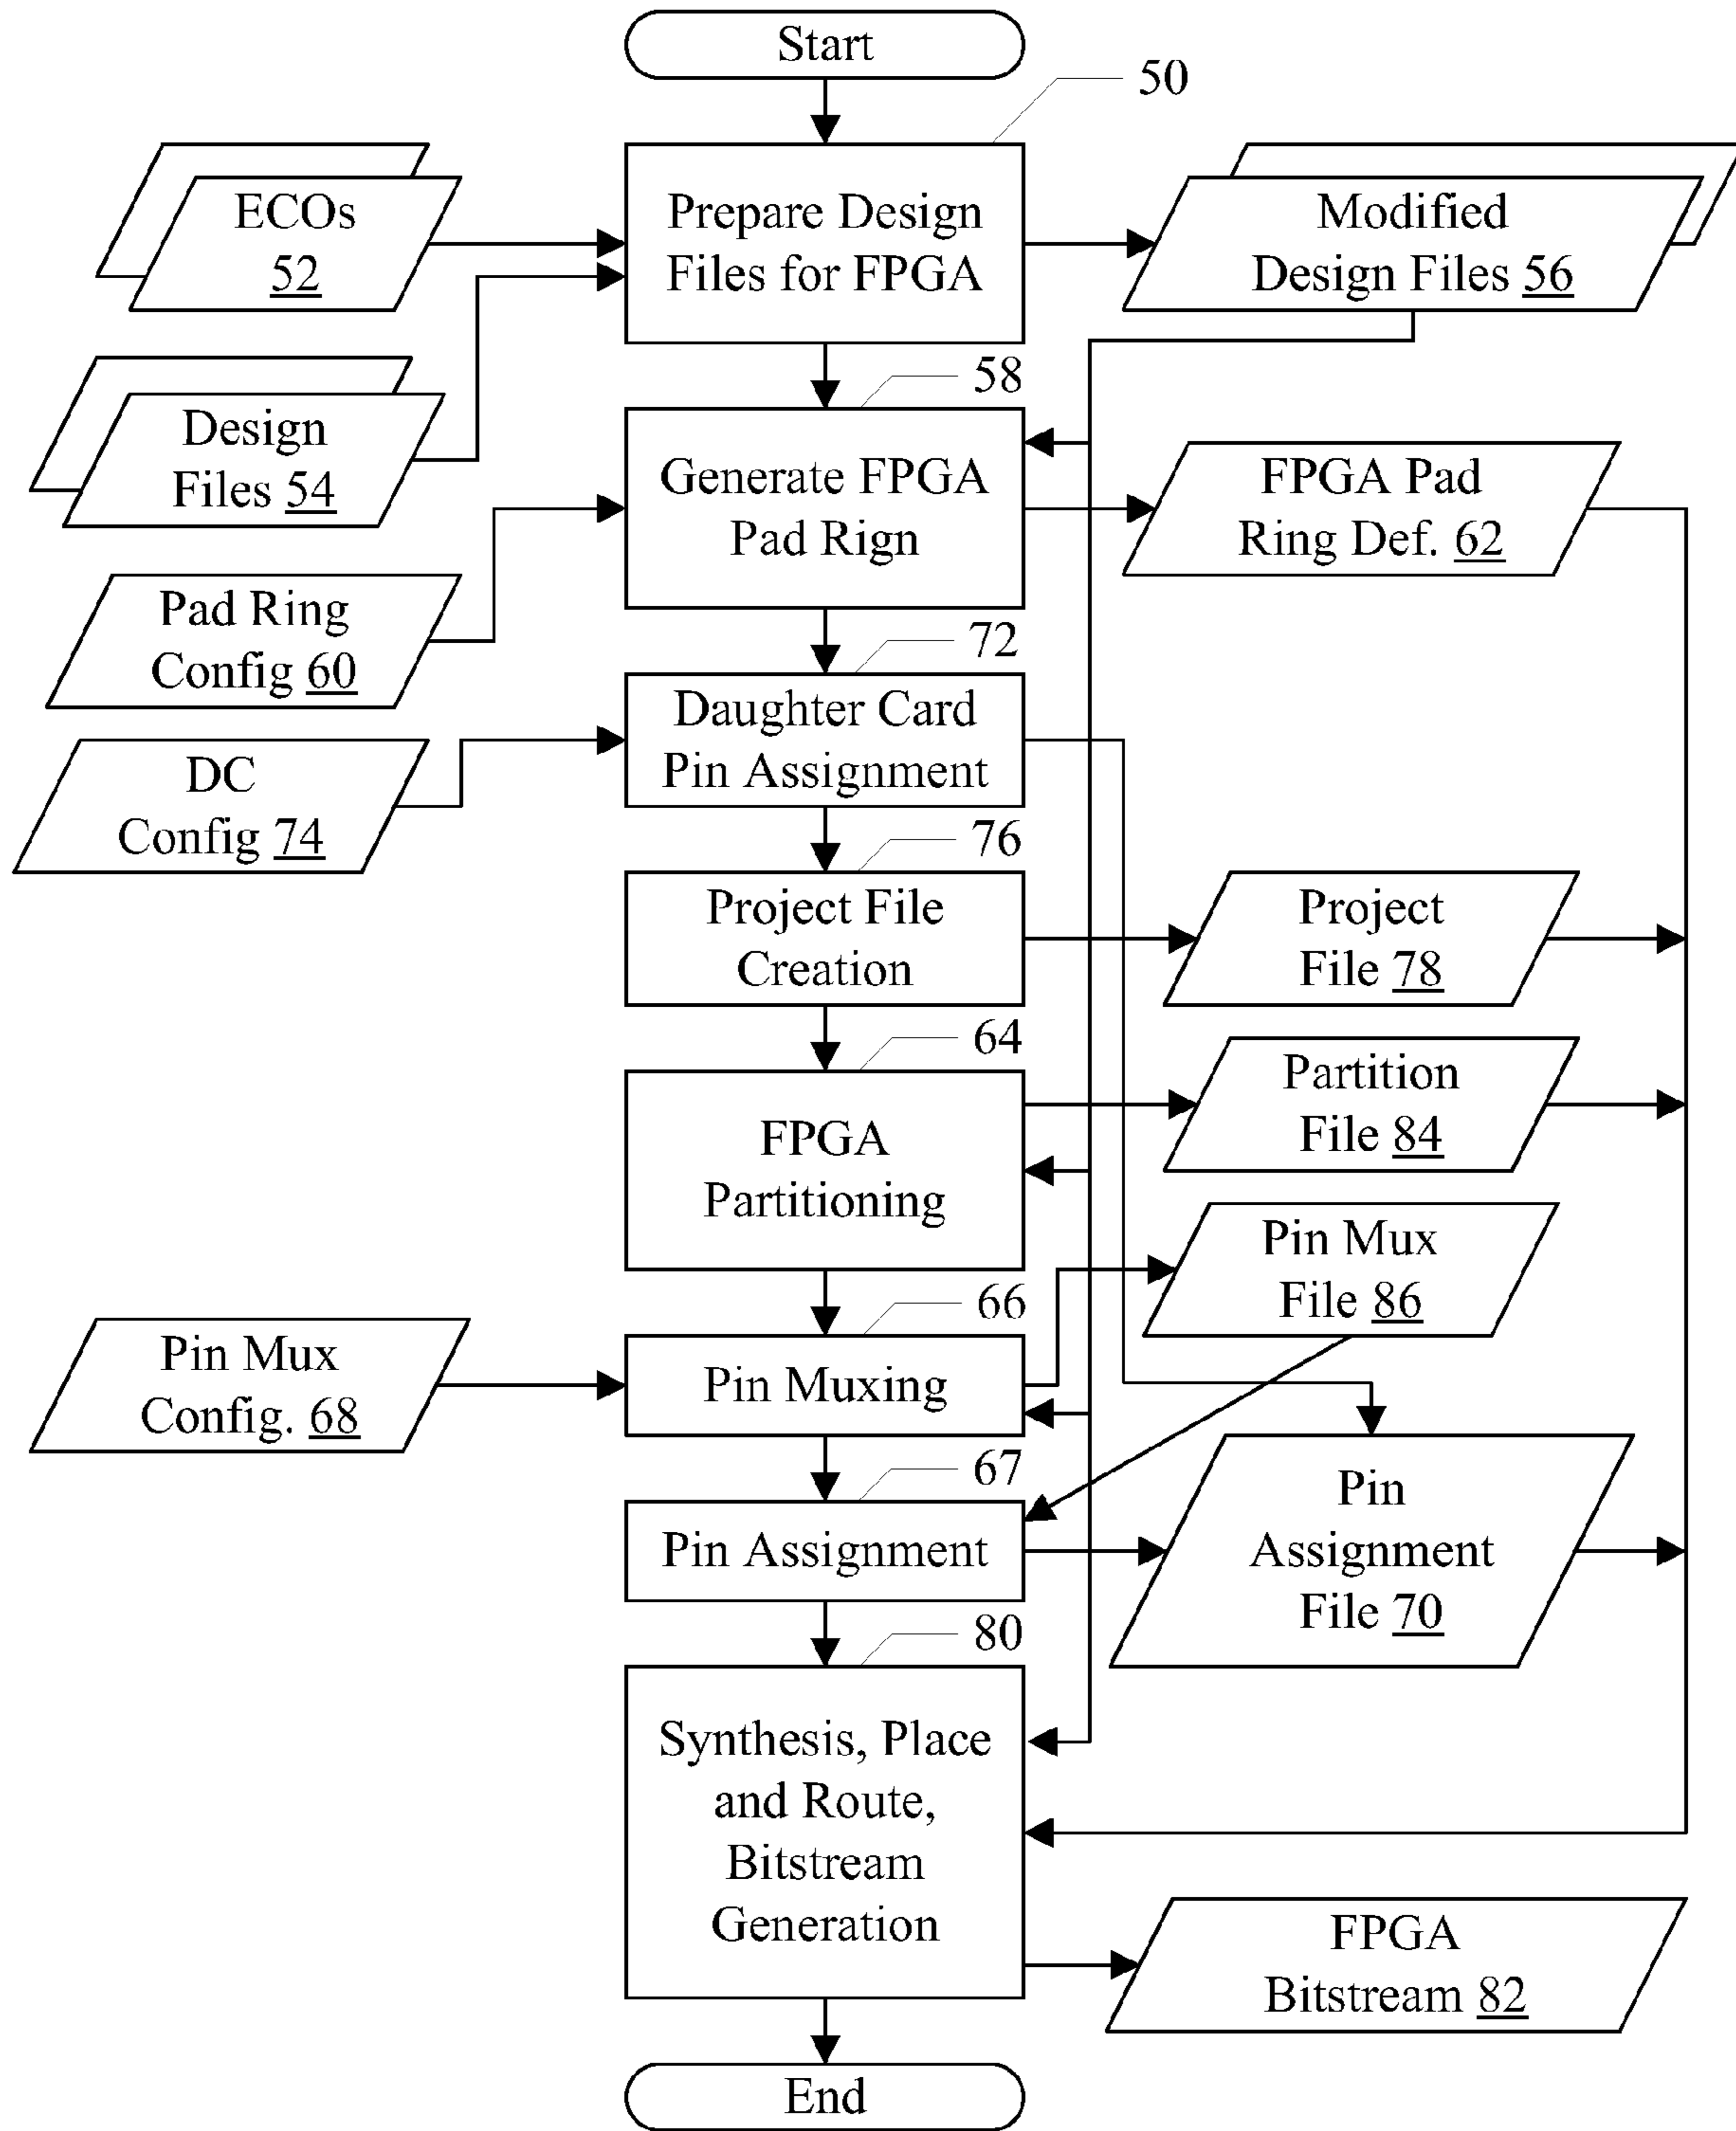 Start
50
ECOs
52
Prepare Design
Files for FPGA
Modified
Design Files 56
58
Design
Files 54
Generate FPGA
Pad Rign
FPGA Pad
Ring Def. 62
Pad Ring
Config 60
72
Daughter Card
Pin Assignment
DC
Config 74
76
Project File
Creation
Project
File 78
64
FPGA
Partitioning
Partition
File 84
Pin Mux
File 86
66
Pin Mux
Config. 68
Pin Muxing
67
Pin Assignment
Pin
Assignment
File 70
80
Synthesis, Place
and Route,
Bitstream
Generation
FPGA
Bitstream 82
End